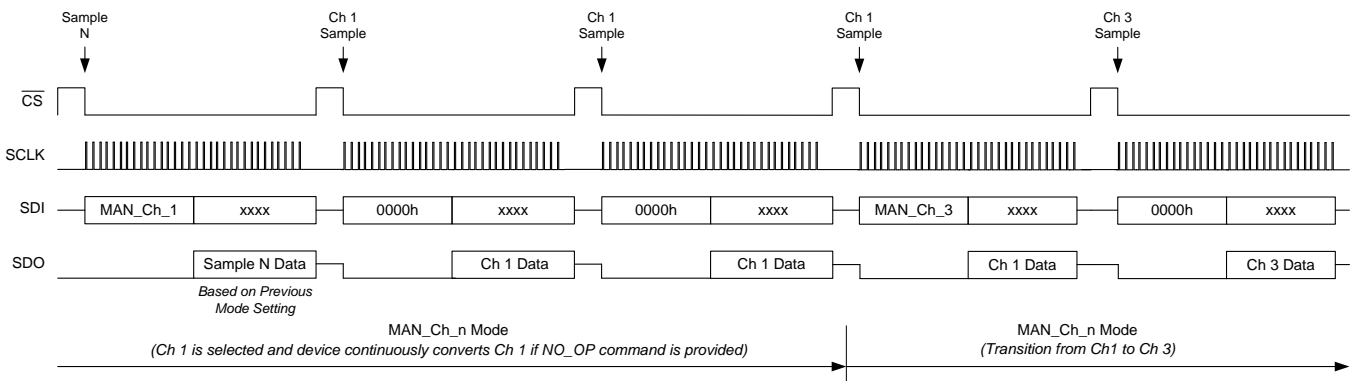 Sample
N
Ch 1
Sample
Ch 1
Sample
Ch 1
Sample
Ch 3
Sample
CS
SCLK
SDI
MAN_Ch_1
xxxx
0000h
xxxx
0000h
xxxx
MAN_Ch_3
xxxx
0000h
xxxx
SDO
Sample N Data
Ch 1 Data
Ch 1 Data
Ch 1 Data
Ch 3 Data
Based on Previous
Mode Setting
MAN_Ch_n Mode
(Ch 1 is selected and device continuously converts Ch 1 if NO_OP command is provided)
MAN_Ch_n Mode
(Transition from Ch1 to Ch 3)